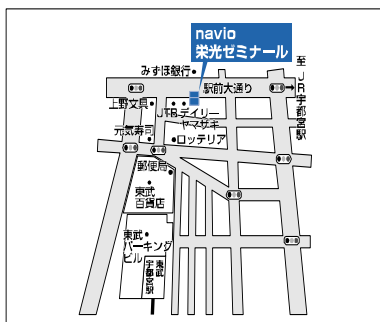 navio
栄光ゼミナール
みずほ銀行
駅前大通り
至JR宇都宮駅
上野文具
JTB
デイリーヤマザキ
元気寿司
ロッテリア
郵便局
東武
百貨店
東武
パーキング
ビル
東武
宇都宮駅